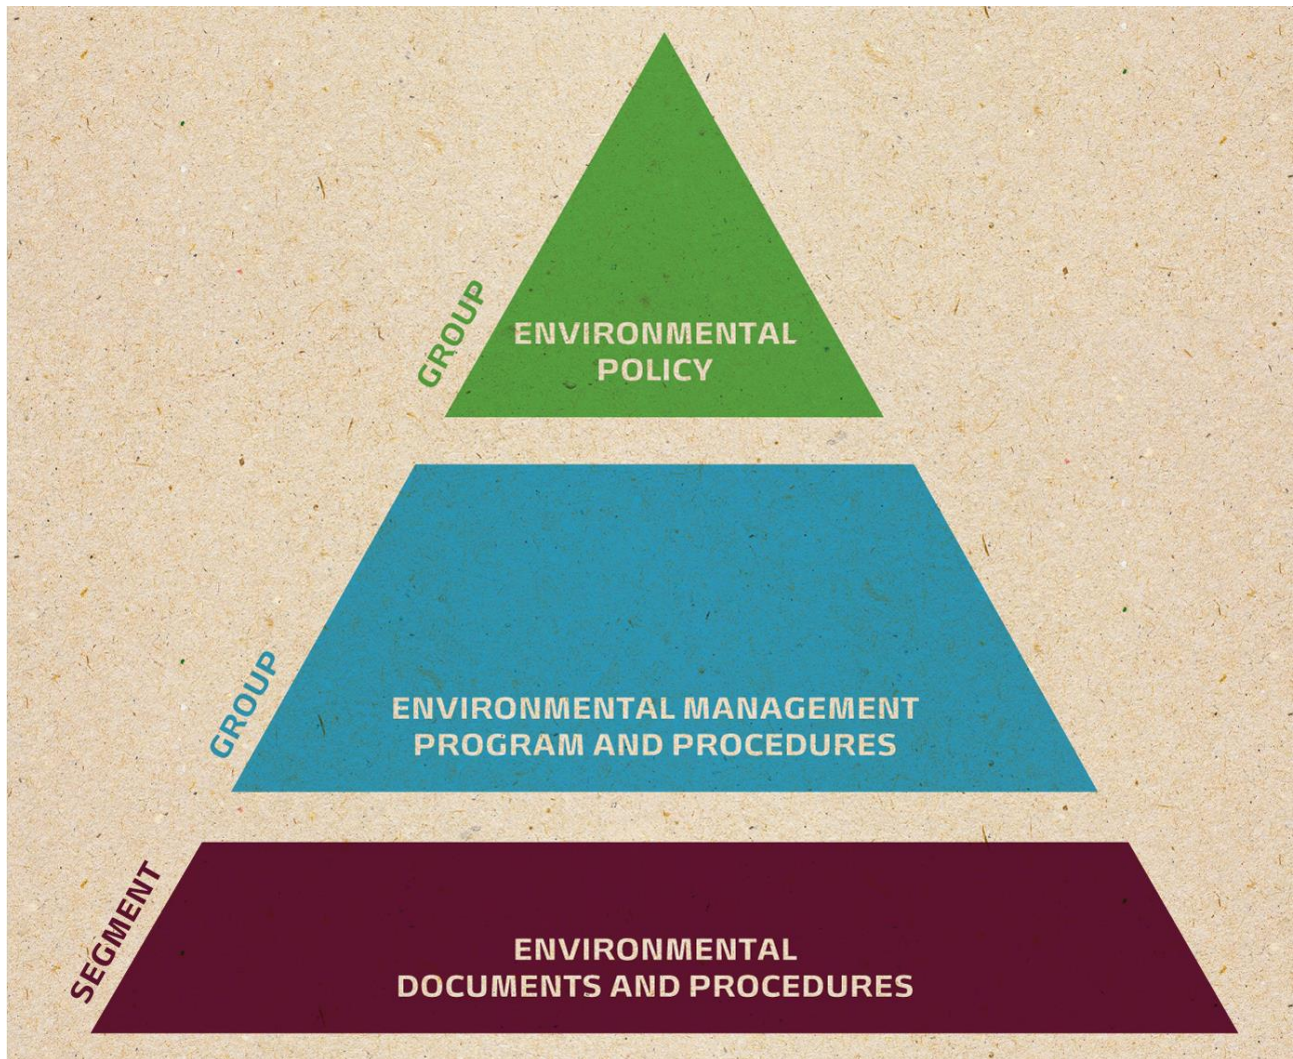 GROUP
ENVIRONMENTAL
POLICY
GROUP
ENVIRONMENTAL MANAGEMENT
PROGRAM AND PROCEDURES
SEGMENT
ENVIRONMENTAL
DOCUMENTS AND PROCEDURES